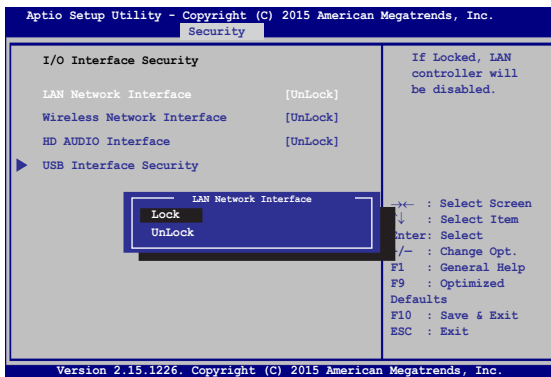 Aptio Setup Utility - Copyright (C) 2015 American Megatrends, Inc.
Security
I/O Interface Security
LAN Network Interface [UnLock]
Wireless Network Interface [UnLock]
HD AUDIO Interface [UnLock]
USB Interface Security
If Locked, LAN
controller will
be disabled.
LAN Network Interface
Lock
UnLock
→← : Select Screen
↓ : Select Item
nter: Select
/— : Change Opt.
F1 : General Help
F9 : Optimized
Defaults
F10 : Save & Exit
ESC : Exit
Version 2.15.1226. Copyright (C) 2015 American Megatrends, Inc.